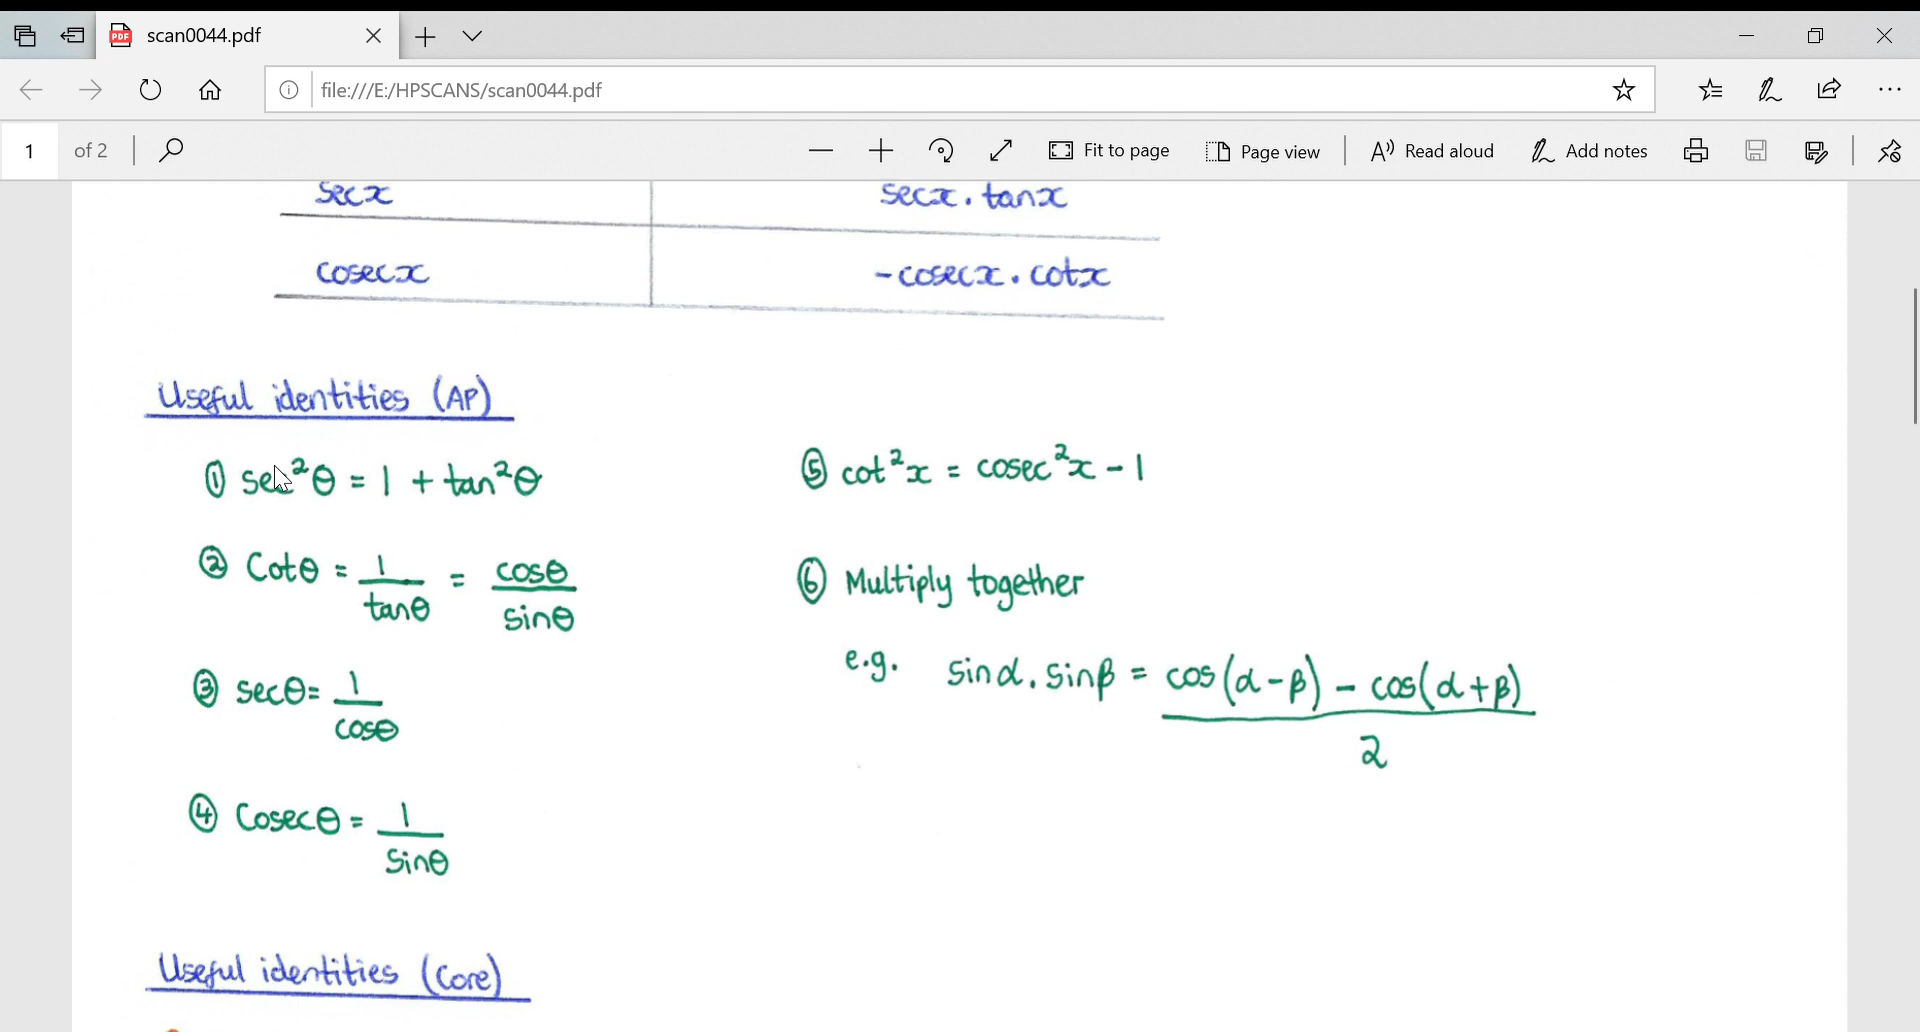 scan0044.pdf
file:///E:/HPSCANS/scan0044.pdf
1 of 2
Fit to page
Page view
Read aloud
Add notes
secx secx . tanx
cosecx -cosecx . cotx
Useful identities (AP)
① sec²θ = 1 + tan²θ
② Cotθ = 1/tanθ = cosθ/sinθ
③ secθ = 1/cosθ
④ Cosecθ = 1/sinθ
⑤ cot²x = cosec²x - 1
⑥ Multiply together
e.g. sinα . sinβ = cos(α-β) - cos(α+β)
2
Useful identities (Core)